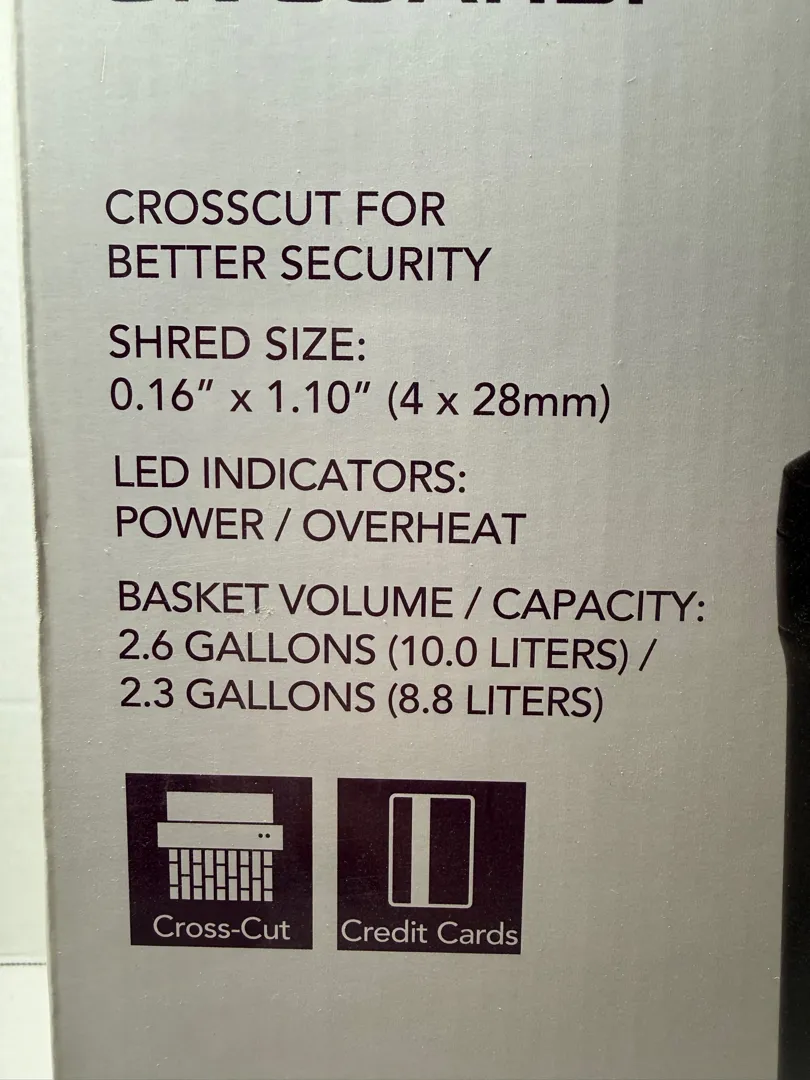 CROSSCUT FOR
BETTER SECURITY
SHRED SIZE:
0.16” x 1.10” (4 x 28mm)
LED INDICATORS:
POWER / OVERHEAT
BASKET VOLUME / CAPACITY:
2.6 GALLONS (10.0 LITERS) /
2.3 GALLONS (8.8 LITERS)
Cross-Cut
Credit Cards